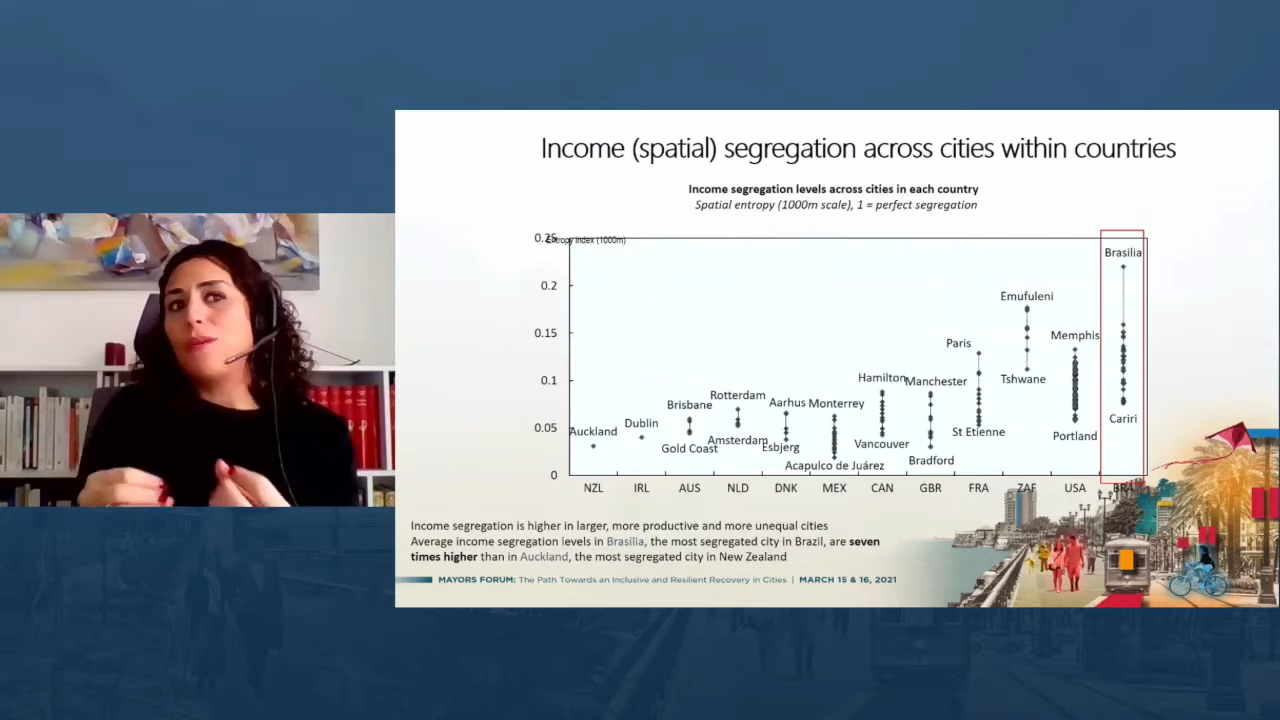 Income (spatial) segregation across cities within countries
Income segregation levels across cities in each country
Spatial entropy (1000m scale), 1 = perfect segregation
Entropy index (1000m)
0.25
0.2
0.15
0.1
0.05
0
Brasilia
Emufuleni
Memphis
Paris
Tshwane
Hamilton
Manchester
Rotterdam
Aarhus
Monterrey
Brisbane
Cariri
Dublin
Auckland
St Etienne
Portland
Amsterdam
Esbjerg
Vancouver
Gold Coast
Bradford
Acapulco de Juárez
NZL IRL AUS NLD DNK MEX CAN GBR FRA ZAF USA BRA
Income segregation is higher in larger, more productive and more unequal cities
Average income segregation levels in Brasilia, the most segregated city in Brazil, are seven
times higher than in Auckland, the most segregated city in New Zealand
MAYORS FORUM: The Path Towards an Inclusive and Resilient Recovery in Cities | MARCH 15 & 16, 2021